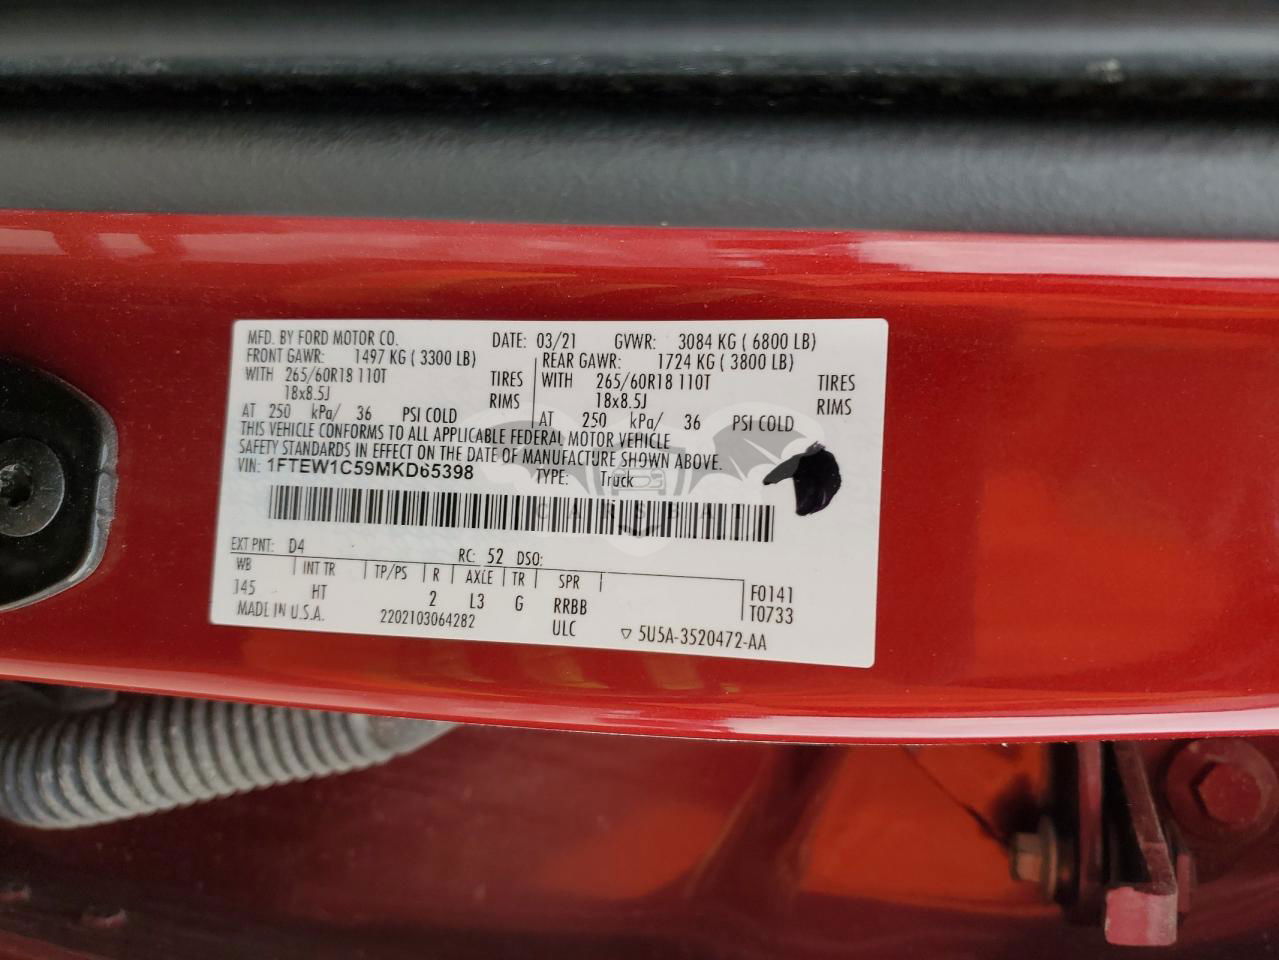 MFD. BY FORD MOTOR CO. DATE: 03/21 GVWR: 3084 KG ( 6800 LB)
FRONT GAWR: 1497 KG ( 3300 LB) REAR GAWR: 1724 KG ( 3800 LB)
WITH 265/60R18 110T TIRES WITH 265/60R18 110T TIRES
18x8.5J RIMS 18x8.5J RIMS
AT 250 kPa/ 36 PSI COLD AT 250 kPa/ 36 PSI COLD
THIS VEHICLE CONFORMS TO ALL APPLICABLE FEDERAL MOTOR VEHICLE
SAFETY STANDARDS IN EFFECT ON THE DATE OF MANUFACTURE SHOWN ABOVE.
VIN: 1FTEW1C59MKD65398 TYPE: Truck
CARSBAT
EXT PNT: D4 RC: 52 DSO:
WB INT TR TP/PS R AXLE TR SPR F0141
145 HT 2 L3 G RRBB T0733
MADE IN U.S.A. 2202103064282 ULC ▽ 5U5A-3520472-AA